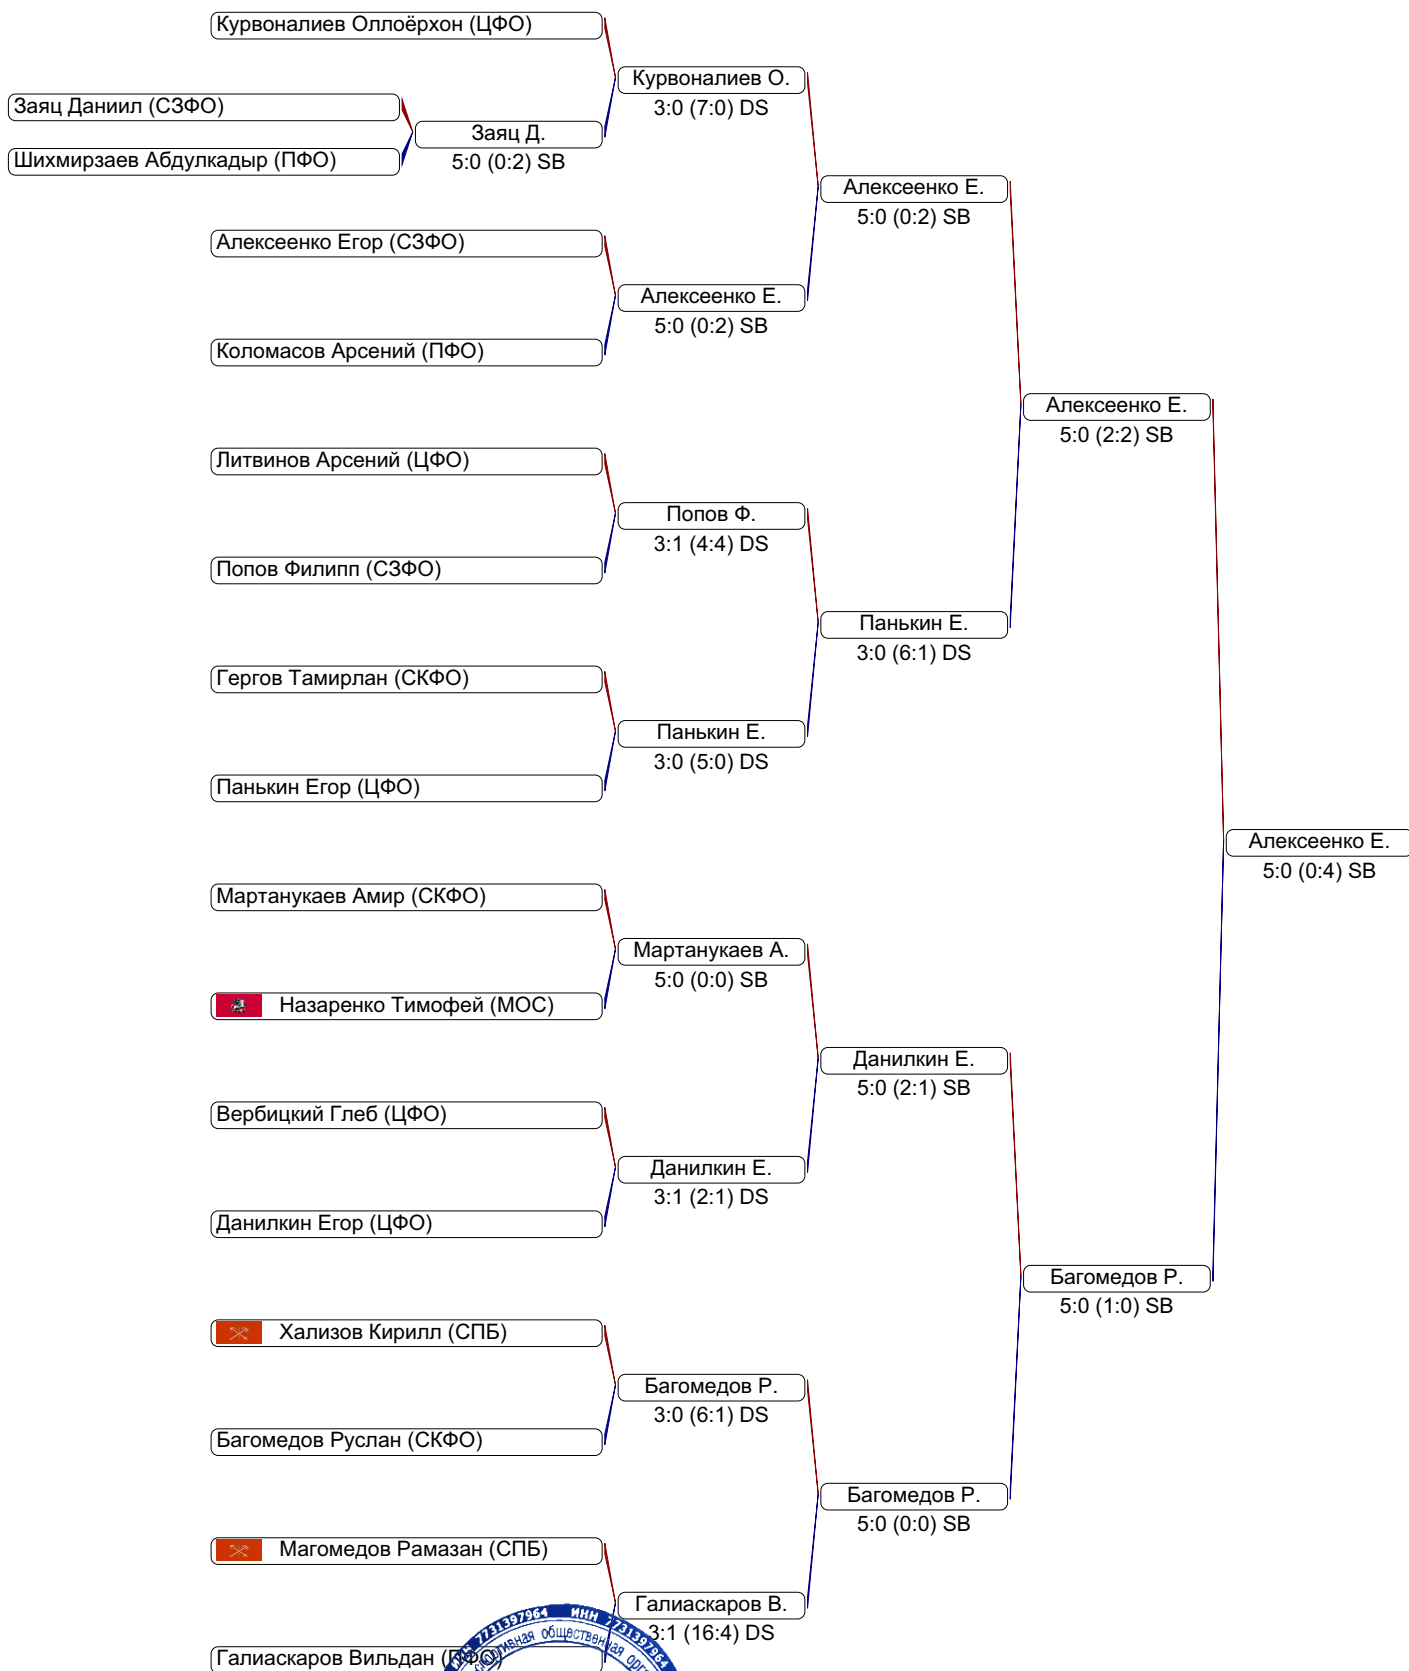 Курвоналиев Оллоёрхон (ЦФО)
Курвоналиев О.
3:0 (7:0) DS
Заяц Даниил (СЗФО)
Заяц Д.
5:0 (0:2) SB
Шихмирзаев Абдулкадыр (ПФО)
Алексеенко Е.
5:0 (0:2) SB
Алексеенко Егор (СЗФО)
Алексеенко Е.
5:0 (0:2) SB
Коломасов Арсений (ПФО)
Алексеенко Е.
5:0 (2:2) SB
Литвинов Арсений (ЦФО)
Попов Ф.
3:1 (4:4) DS
Попов Филипп (СЗФО)
Панькин Е.
3:0 (6:1) DS
Гергов Тамирлан (СКФО)
Панькин Е.
3:0 (5:0) DS
Панькин Егор (ЦФО)
Алексеенко Е.
5:0 (0:4) SB
Мартанукаев Амир (СКФО)
Мартанукаев А.
5:0 (0:0) SB
Назаренко Тимофей (МОС)
Данилкин Е.
5:0 (2:1) SB
Вербицкий Глеб (ЦФО)
Данилкин Е.
3:1 (2:1) DS
Данилкин Егор (ЦФО)
Багомедов Р.
5:0 (1:0) SB
Хализов Кирилл (СПБ)
Багомедов Р.
3:0 (6:1) DS
Багомедов Руслан (СКФО)
Багомедов Р.
5:0 (0:0) SB
Магомедов Рамазан (СПБ)
Галиаскаров В.
3:1 (16:4) DS
Галиаскаров Вильдан (ПФО)
7731397964 ИНН 7731397964
общественная